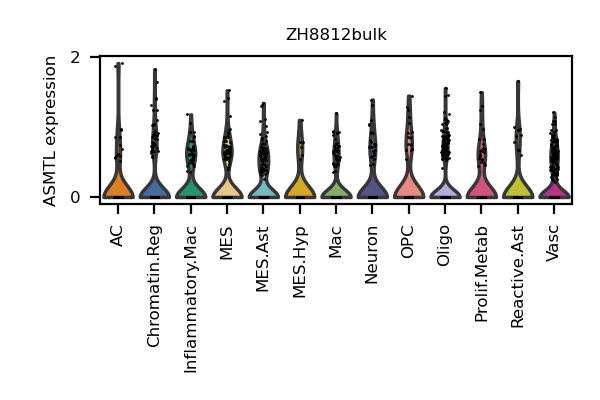 ZH8812bulk
ASMTL expression
2
0
AC
Chromatin.Reg
Inflammatory.Mac
MES
MES.Ast
MES.Hyp
Mac
Neuron
OPC
Oligo
Prolif.Metab
Reactive.Ast
Vasc